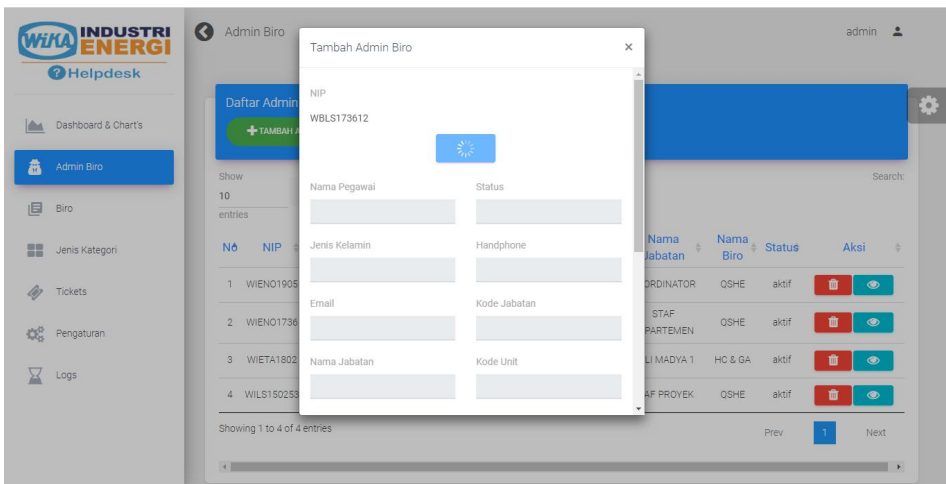 WiKA INDUSTRI
ENERGI
Helpdesk
Admin Biro
admin
Dashboard & Chart's
Admin Biro
Biro
Jenis Kategori
Tickets
Pengaturan
Logs
Tambah Admin Biro ×
NIP
WBLS173612
Nama Pegawai Status
Jenis Kelamin Handphone
Email Kode Jabatan
Nama Jabatan Kode Unit
Daftar Admin
TAMBAH A
Show
10
entries
Search:
NIP Nama Jabatan Nama Biro Status Aksi
1 WIENO1905 ORDINATOR QSHE aktif
2 WIENO1736 STAF PARTEMEN QSHE aktif
3 WIETA1802 LI MADYA 1 HC & GA aktif
4 WILS150253 AF PROYEK QSHE aktif
Showing 1 to 4 of 4 entries
Prev 1 Next